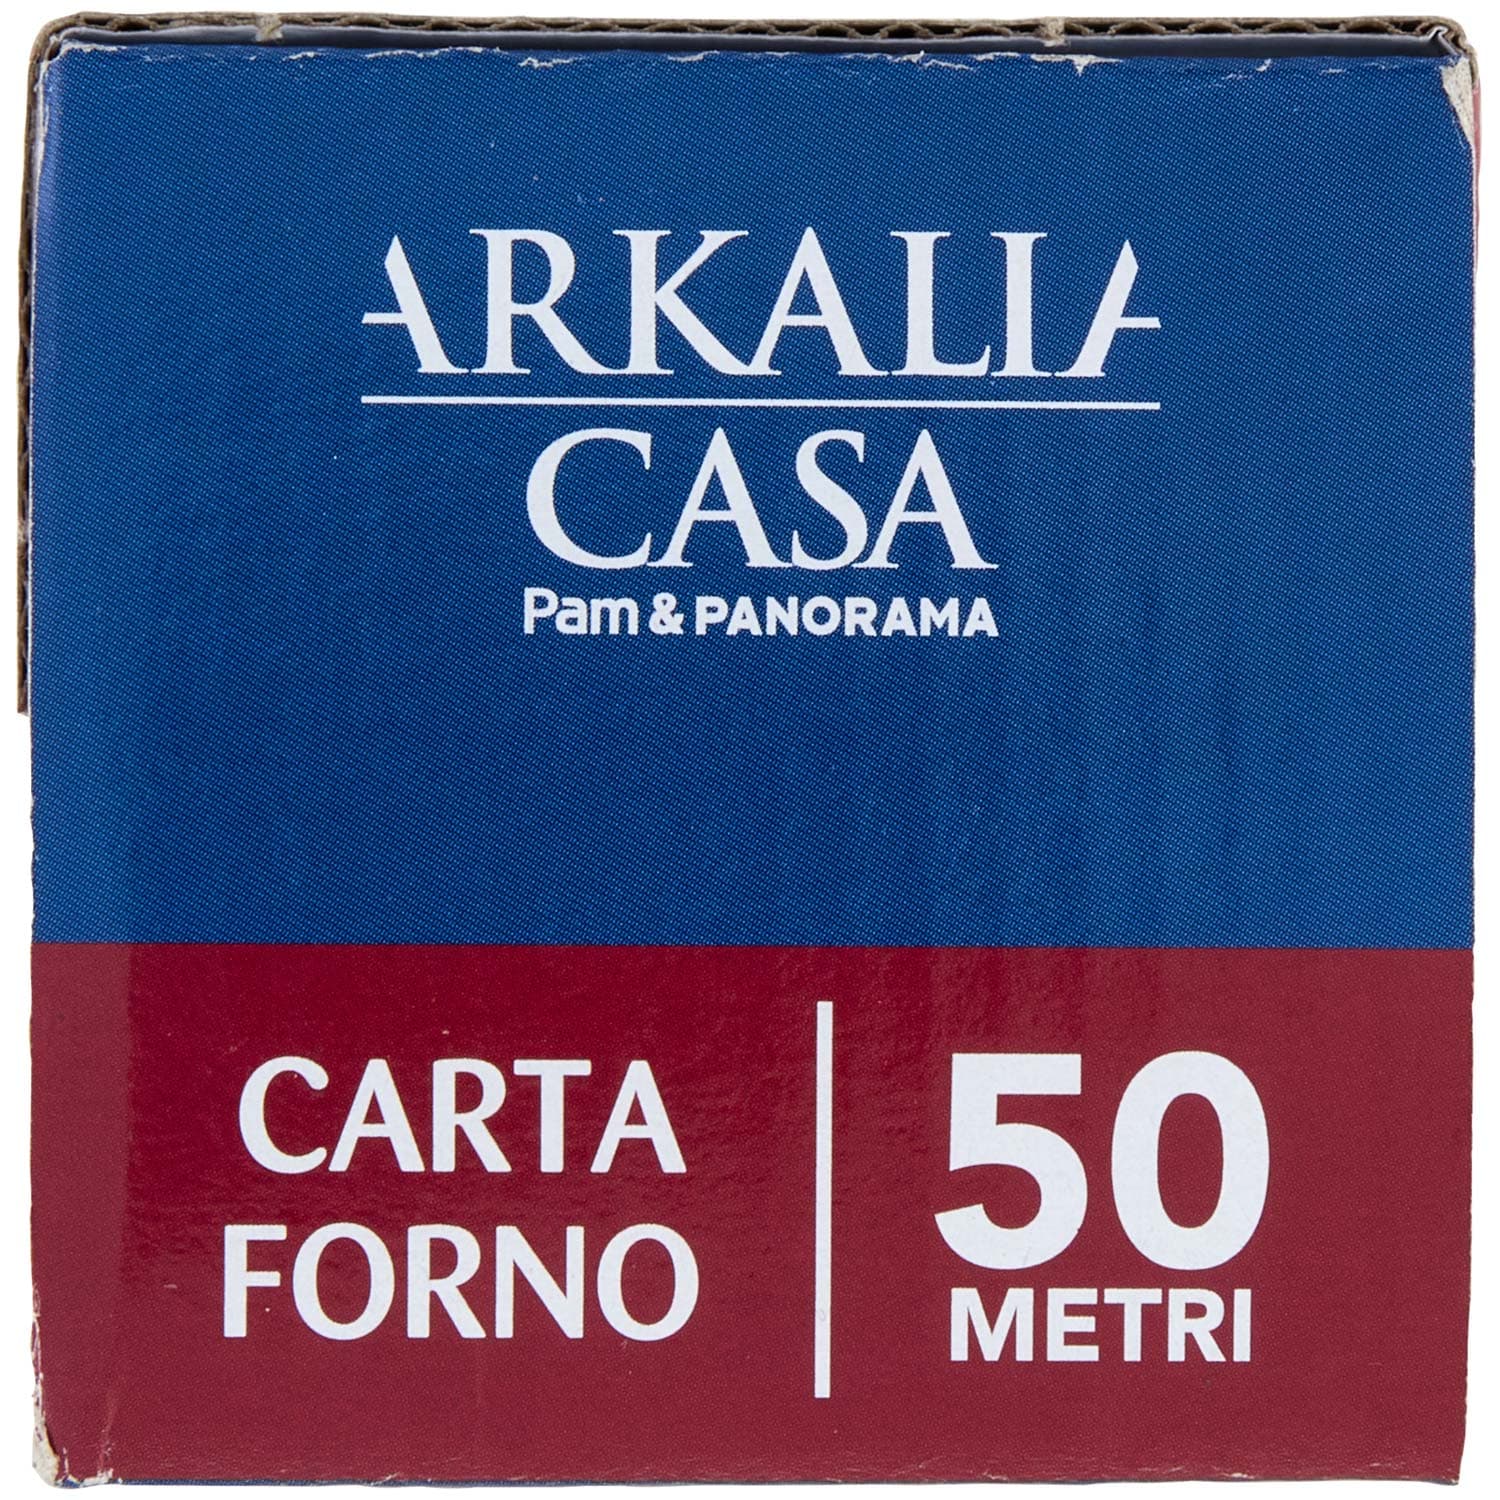 ARKALIA
CASA
Pam & PANORAMA
CARTA
FORNO
50
METRI